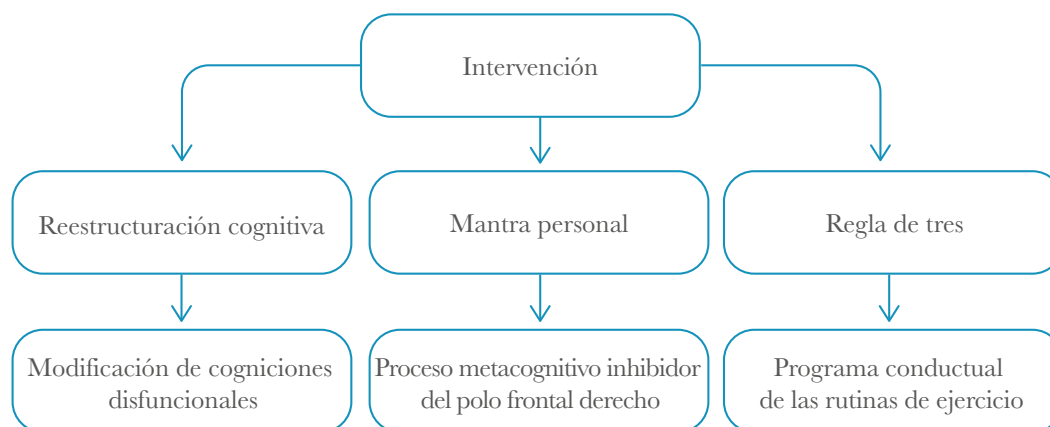 Intervención
Reestructuración cognitiva
Mantra personal
Regla de tres
Modificación de cogniciones
disfuncionales
Proceso metacognitivo inhibidor
del polo frontal derecho
Programa conductual
de las rutinas de ejercicio